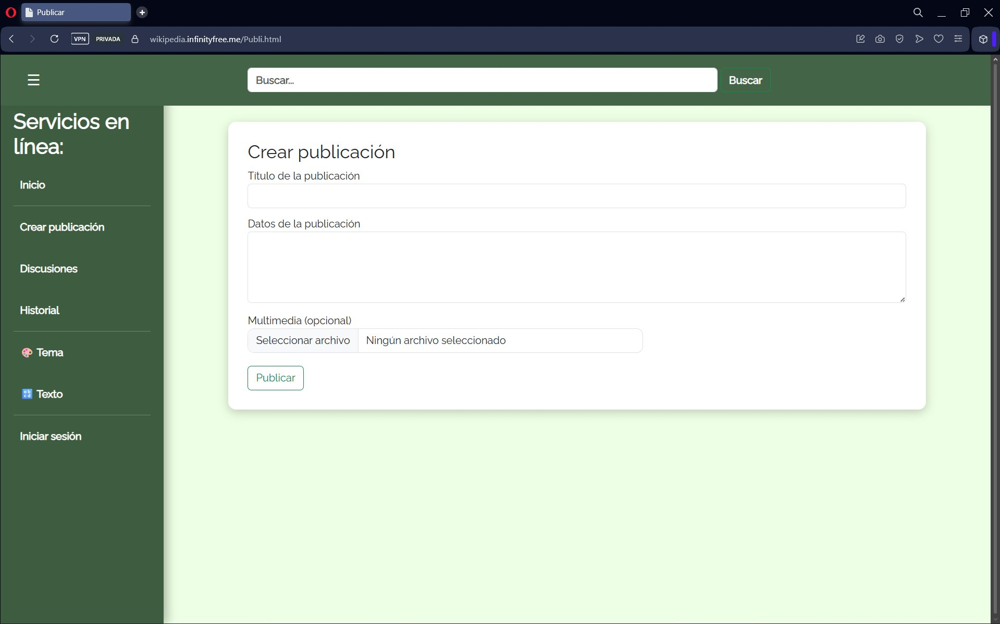 Publicar
VPN PRIVADA wikipedia.infinityfree.me/Publi.html
Buscar... Buscar
Servicios en
línea:
Inicio
Crear publicación
Discusiones
Historial
Tema
Texto
Iniciar sesión
Crear publicación
Título de la publicación
Datos de la publicación
Multimedia (opcional)
Seleccionar archivo Ningún archivo seleccionado
Publicar